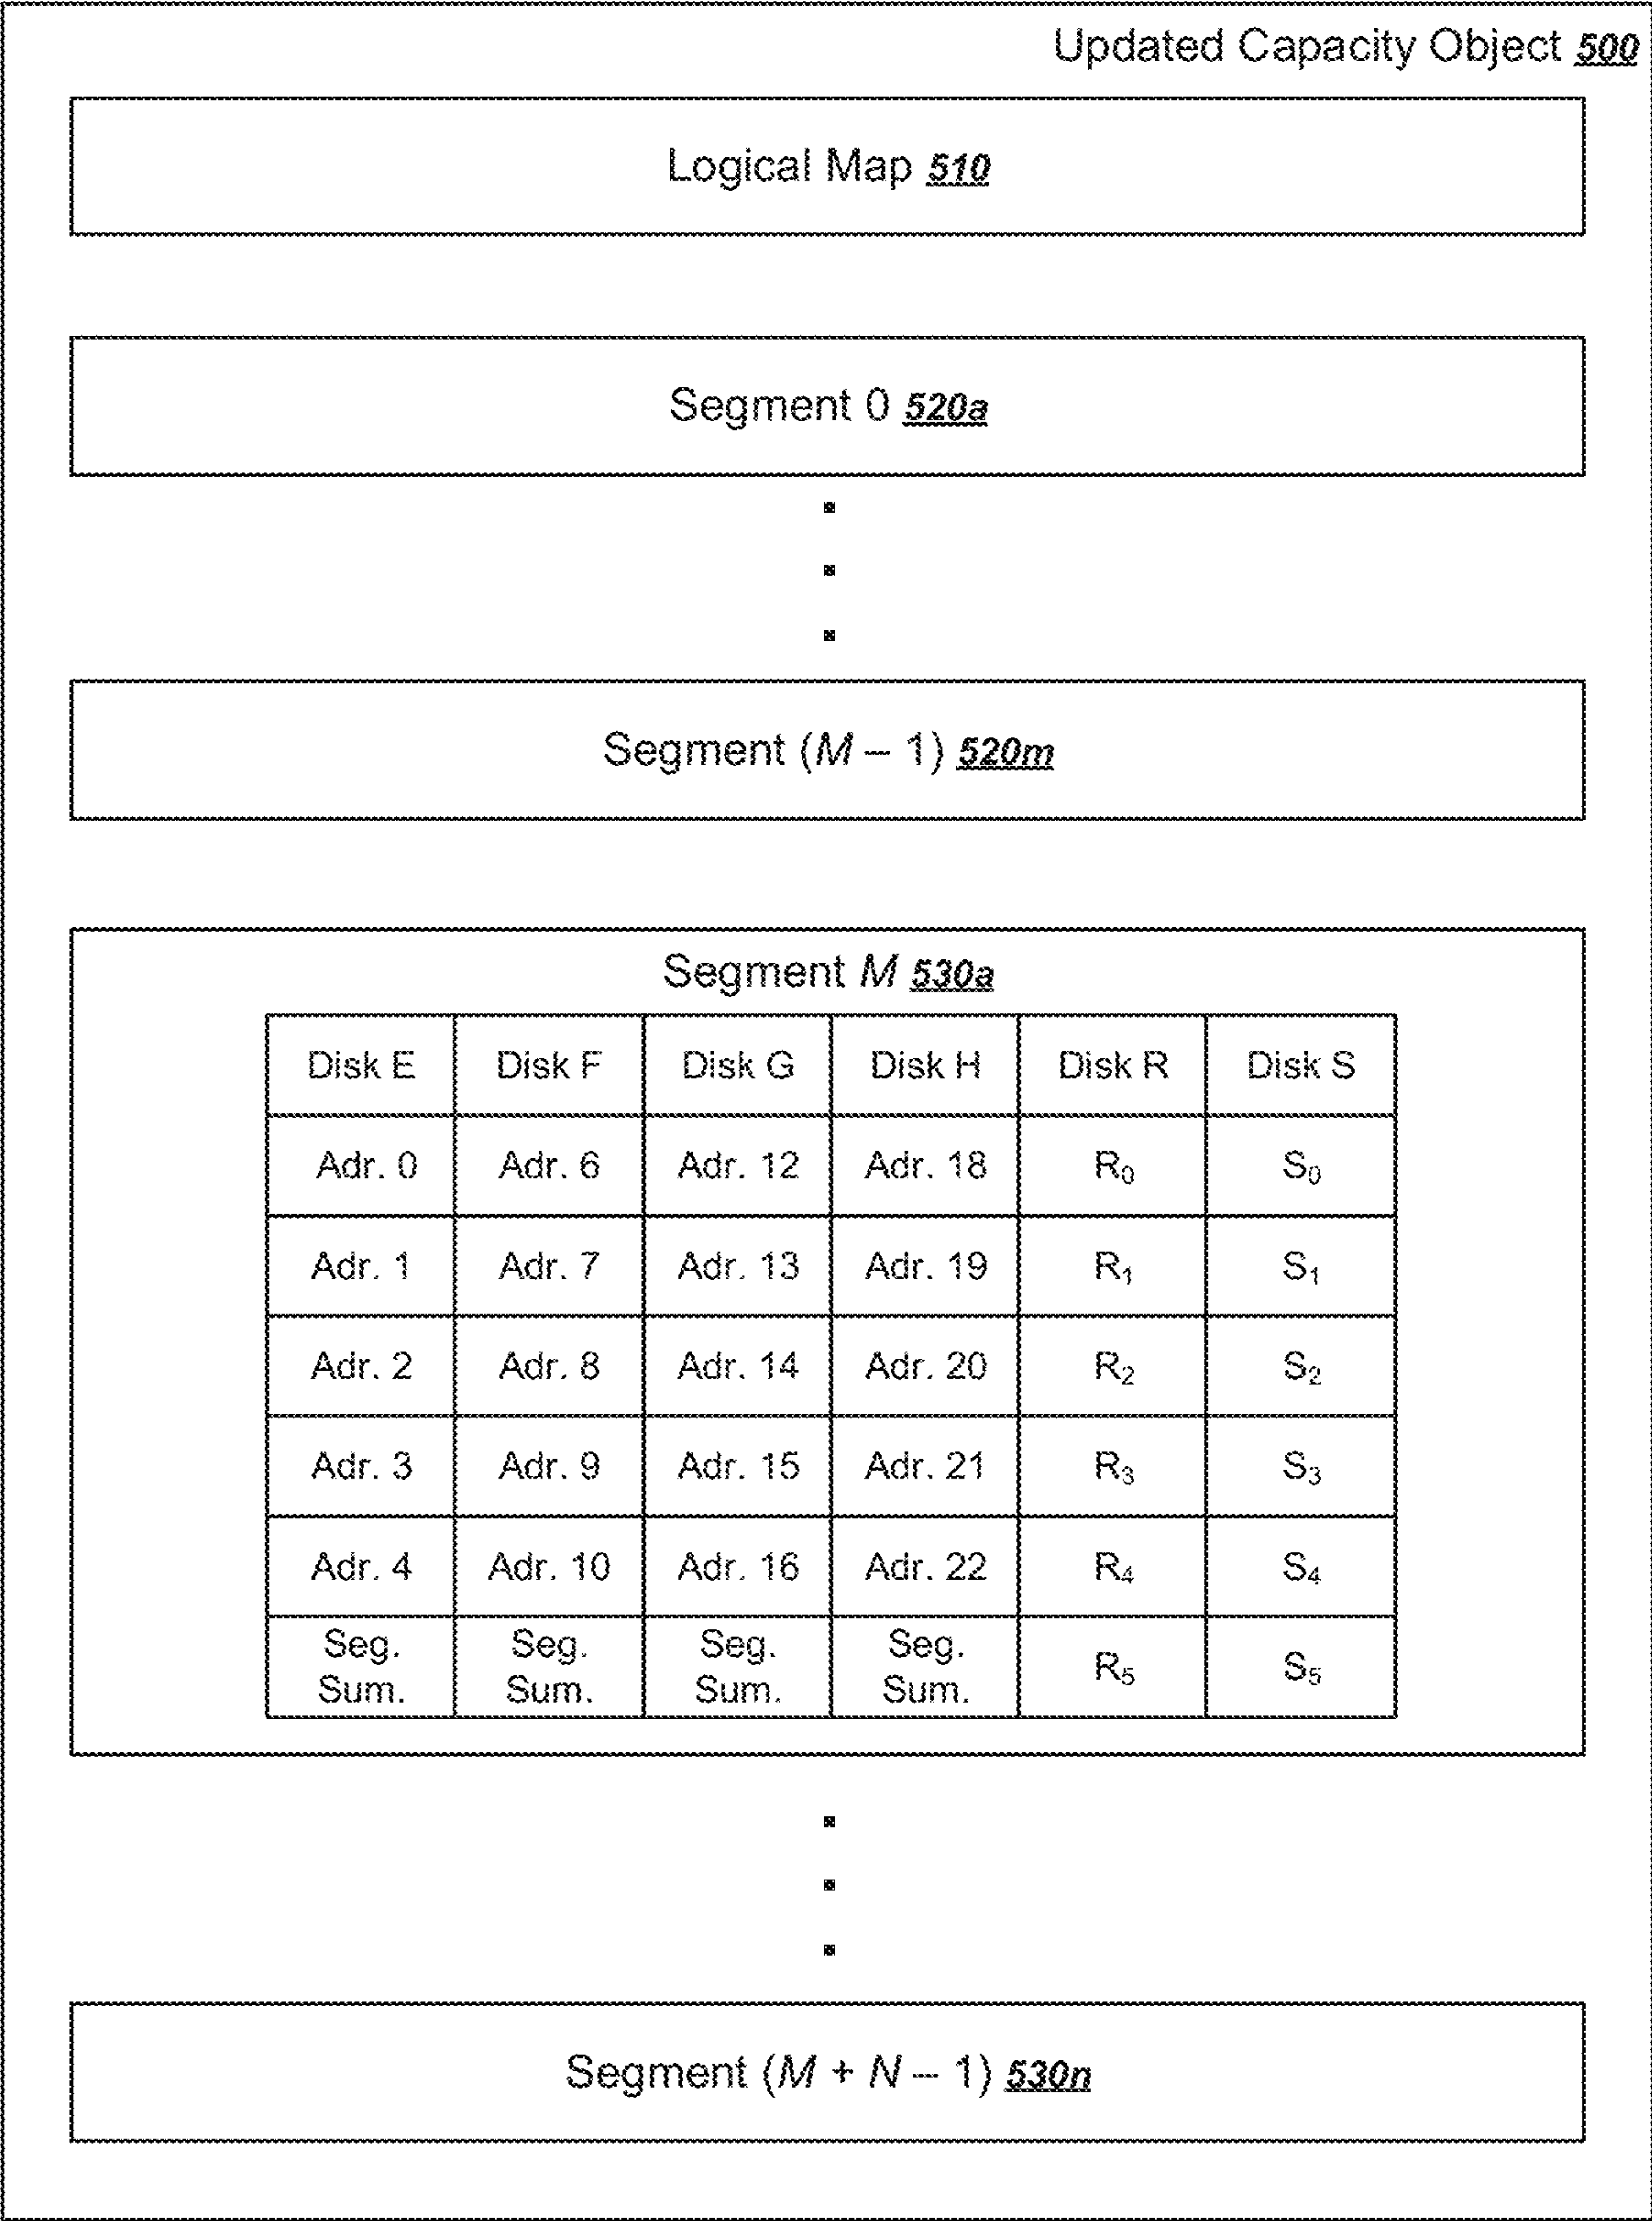 Updated Capacity Object 500
Logical Map 510
Segment 0 520a
Segment (M – 1) 520m
Segment M 530a
Disk E Disk F Disk G Disk H Disk R Disk S
Adr. 0 Adr. 6 Adr. 12 Adr. 18 R₀ S₀
Adr. 1 Adr. 7 Adr. 13 Adr. 19 R₁ S₁
Adr. 2 Adr. 8 Adr. 14 Adr. 20 R₂ S₂
Adr. 3 Adr. 9 Adr. 15 Adr. 21 R₃ S₃
Adr. 4 Adr. 10 Adr. 16 Adr. 22 R₄ S₄
Seg. Sum. Seg. Sum. Seg. Sum. Seg. Sum. R₅ S₅
Segment (M + N – 1) 530n